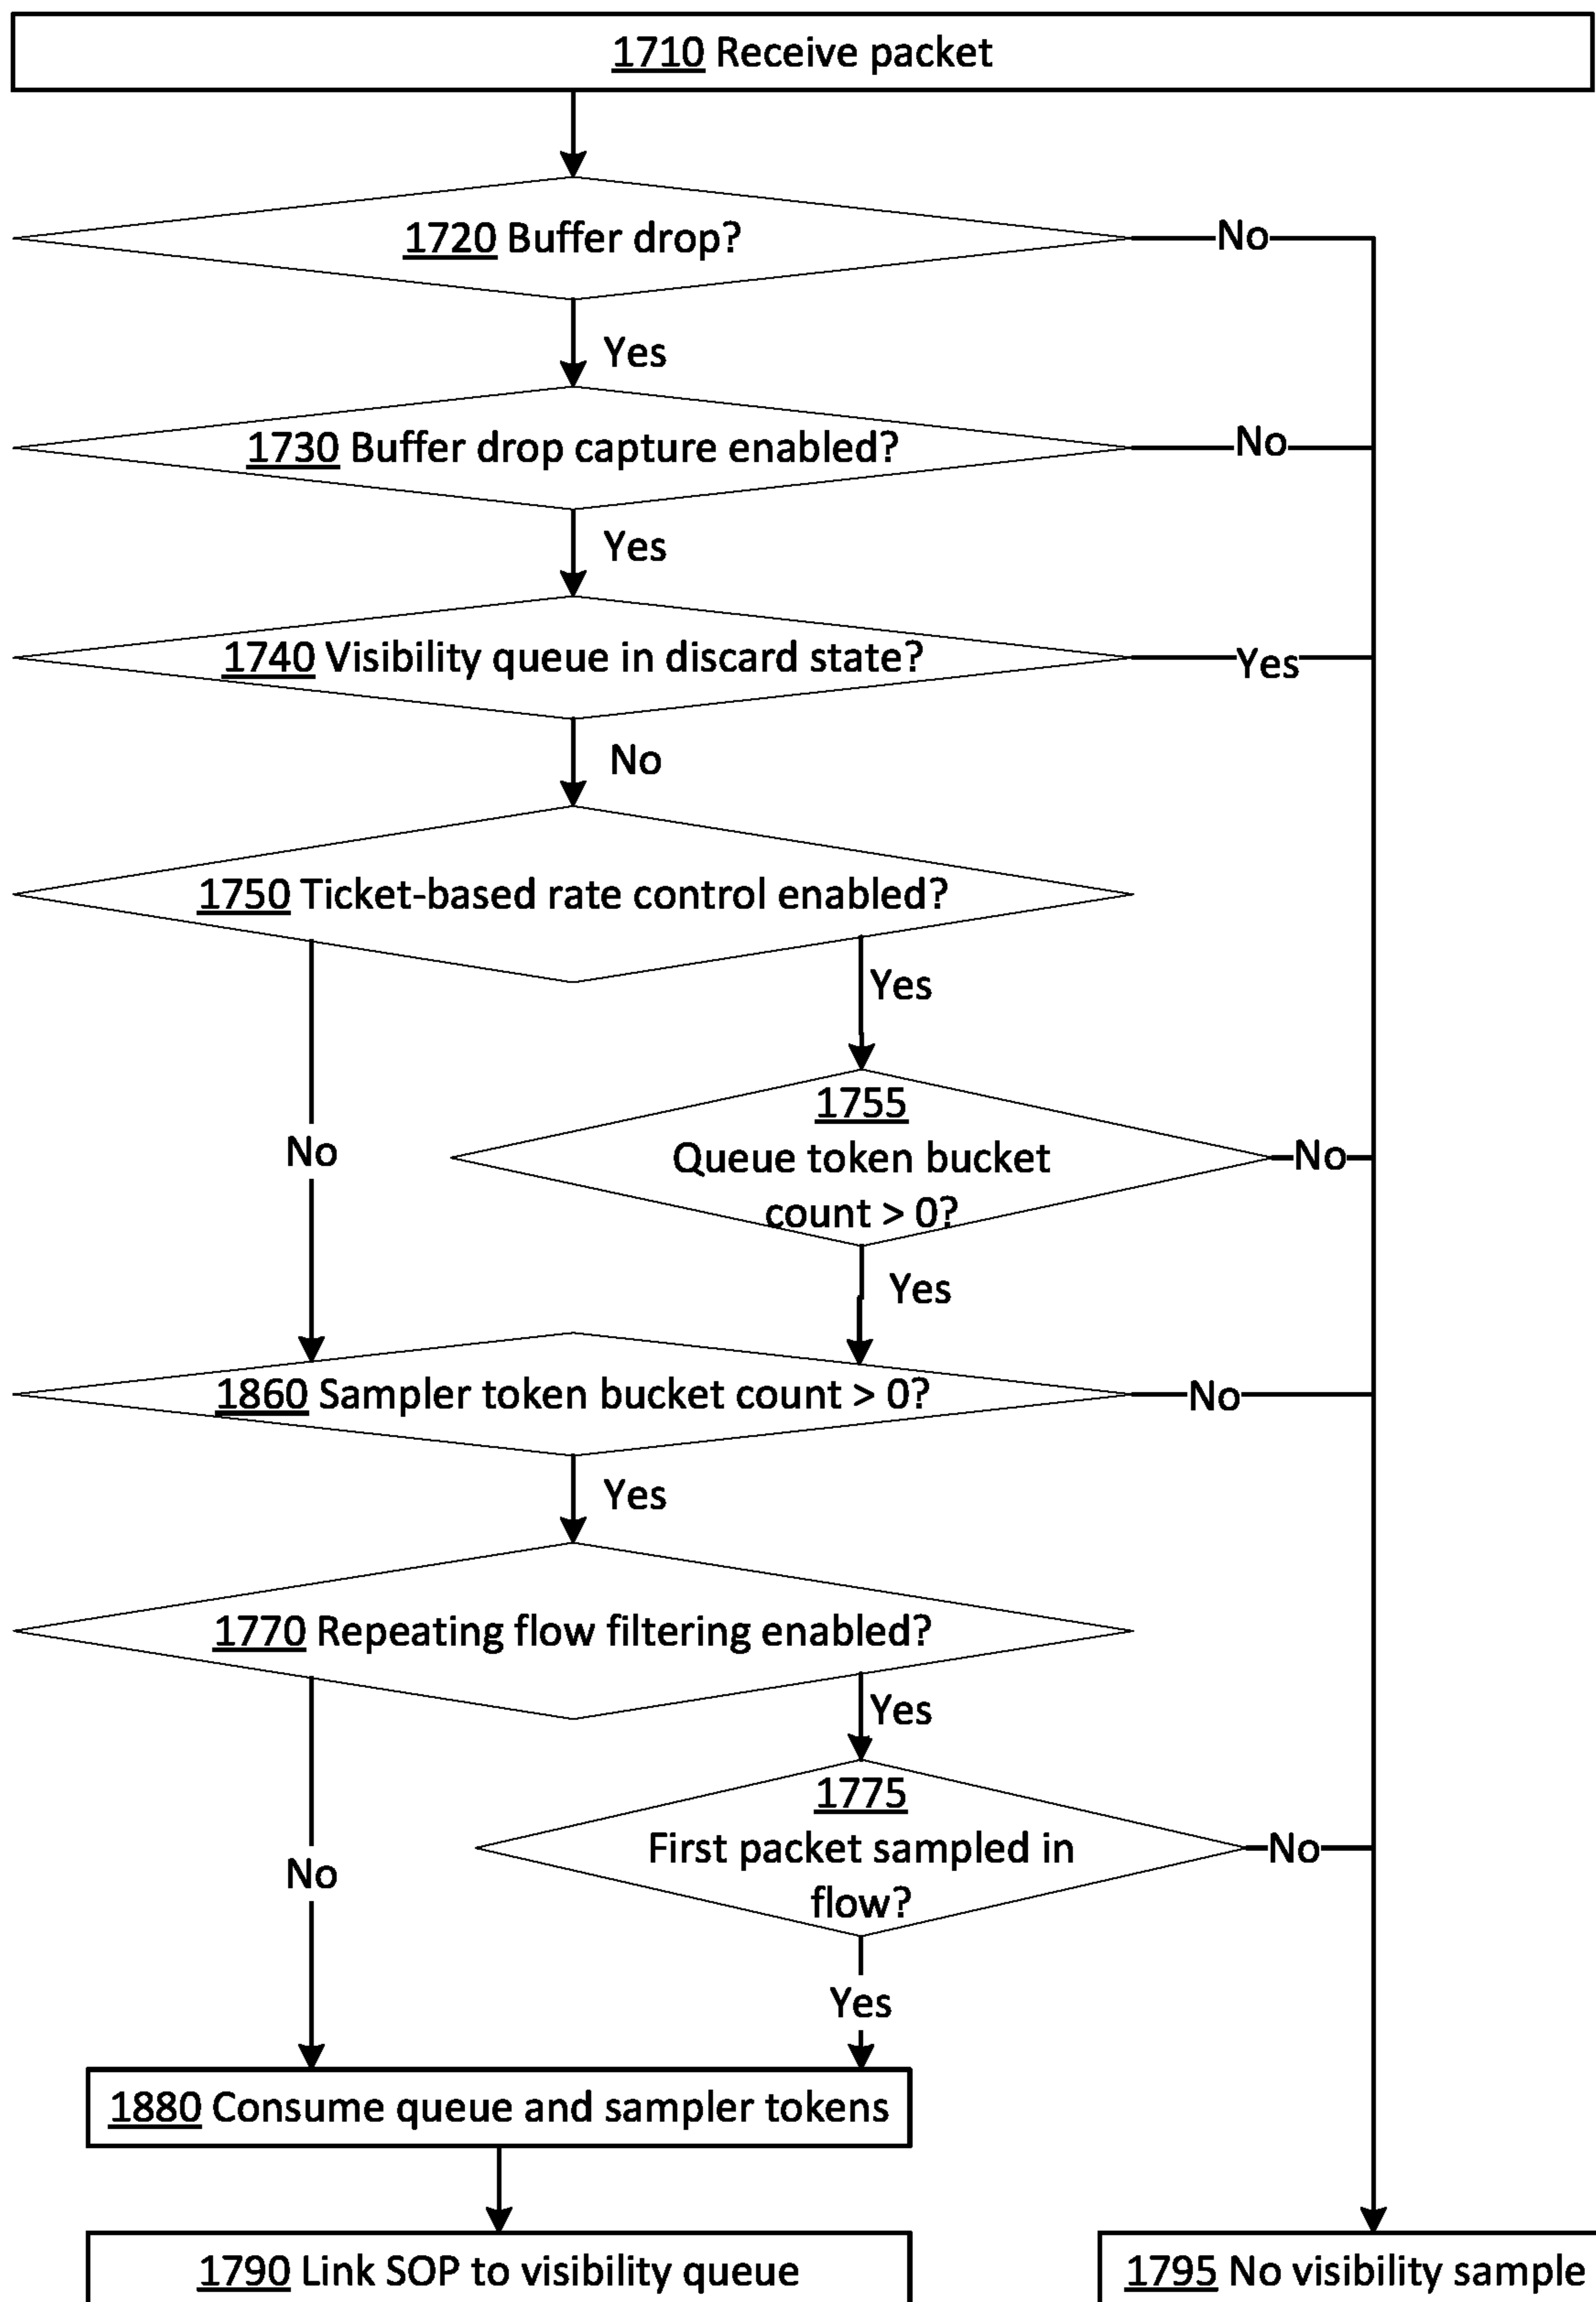 1710 Receive packet
1720 Buffer drop?
No
Yes
1730 Buffer drop capture enabled?
No
Yes
1740 Visibility queue in discard state?
Yes
No
1750 Ticket-based rate control enabled?
Yes
1755
No
Queue token bucket
No
count > 0?
Yes
1860 Sampler token bucket count > 0?
No
Yes
1770 Repeating flow filtering enabled?
Yes
1775
First packet sampled in
No
No
flow?
Yes
1880 Consume queue and sampler tokens
1790 Link SOP to visibility queue
1795 No visibility sample